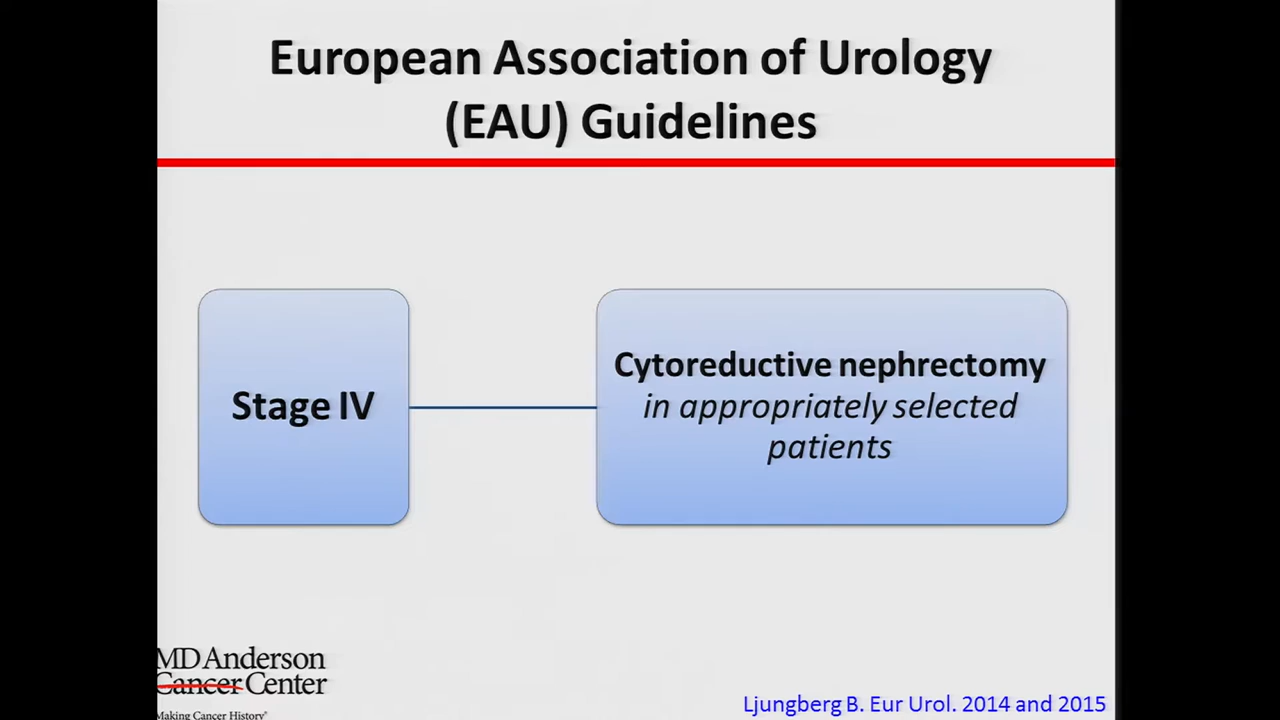 European Association of Urology
(EAU) Guidelines
Stage IV
Cytoreductive nephrectomy
in appropriately selected
patients
MD Anderson
Cancer Center
Making Cancer History®
Ljungberg B. Eur Urol. 2014 and 2015